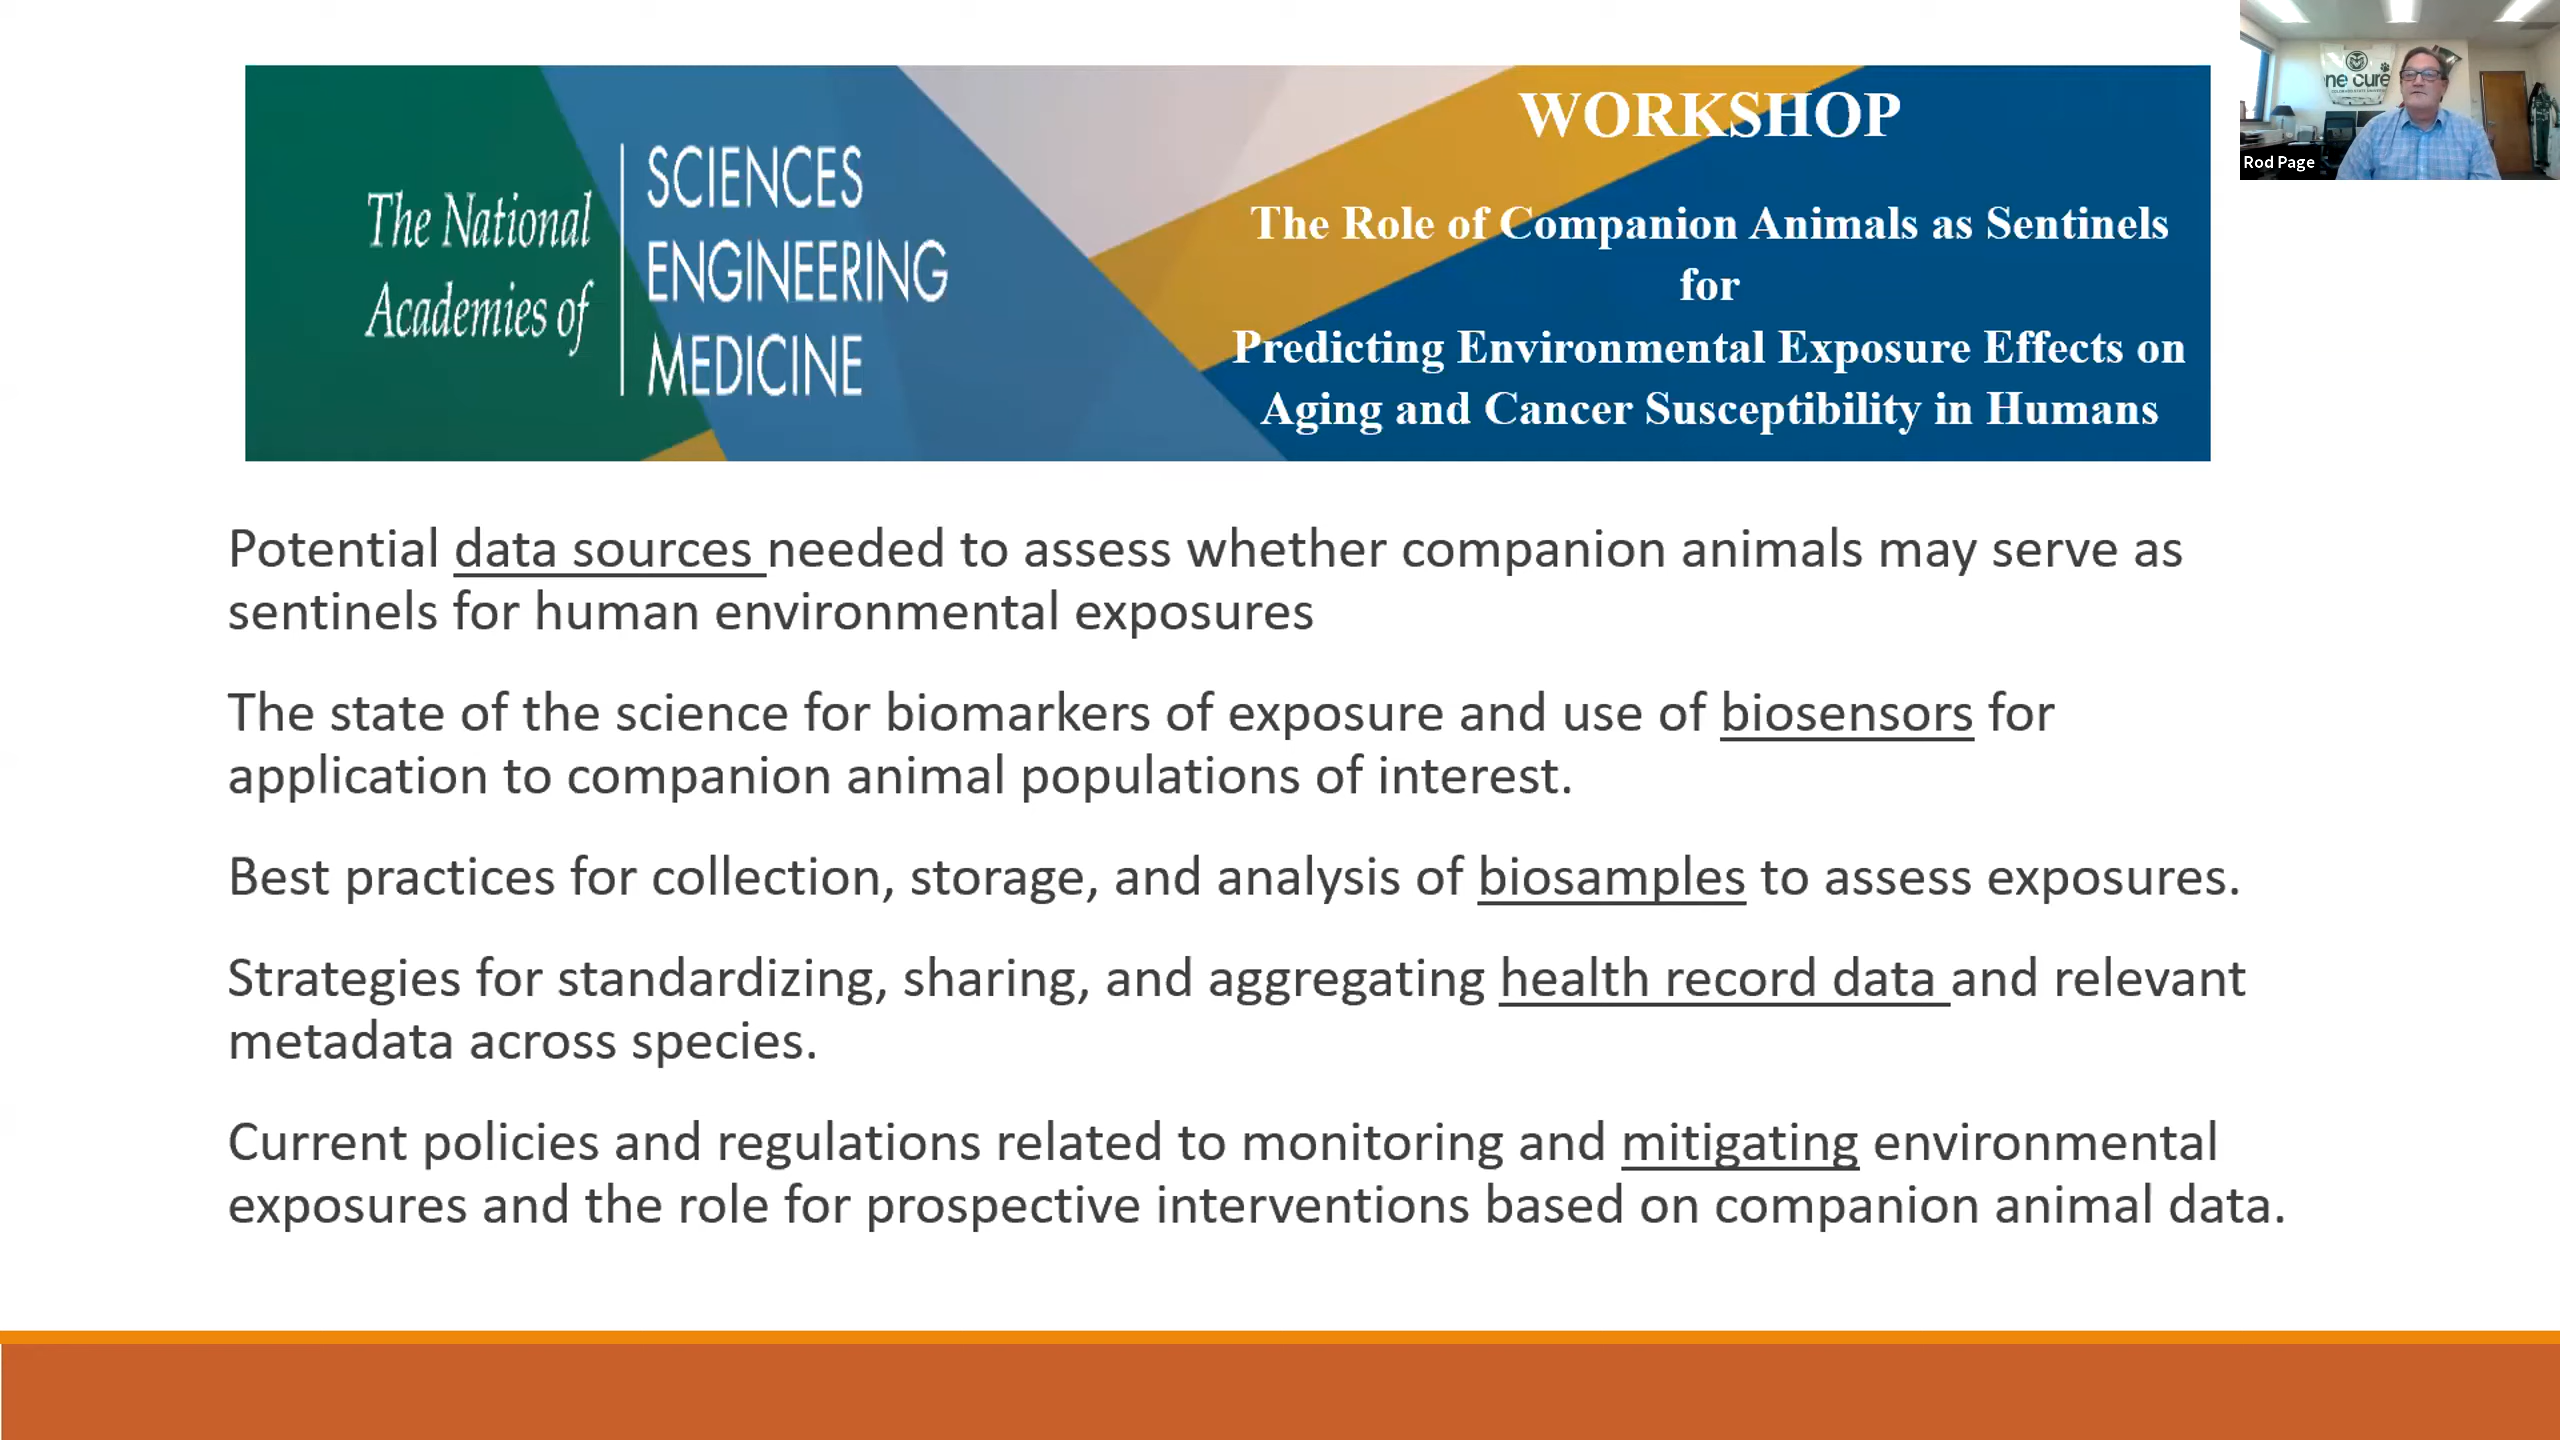 The National
Academies of
SCIENCES
ENGINEERING
MEDICINE
WORKSHOP
The Role of Companion Animals as Sentinels
for
Predicting Environmental Exposure Effects on
Aging and Cancer Susceptibility in Humans
ne cure
Rod Page
Potential data sources needed to assess whether companion animals may serve as
sentinels for human environmental exposures
The state of the science for biomarkers of exposure and use of biosensors for
application to companion animal populations of interest.
Best practices for collection, storage, and analysis of biosamples to assess exposures.
Strategies for standardizing, sharing, and aggregating health record data and relevant
metadata across species.
Current policies and regulations related to monitoring and mitigating environmental
exposures and the role for prospective interventions based on companion animal data.